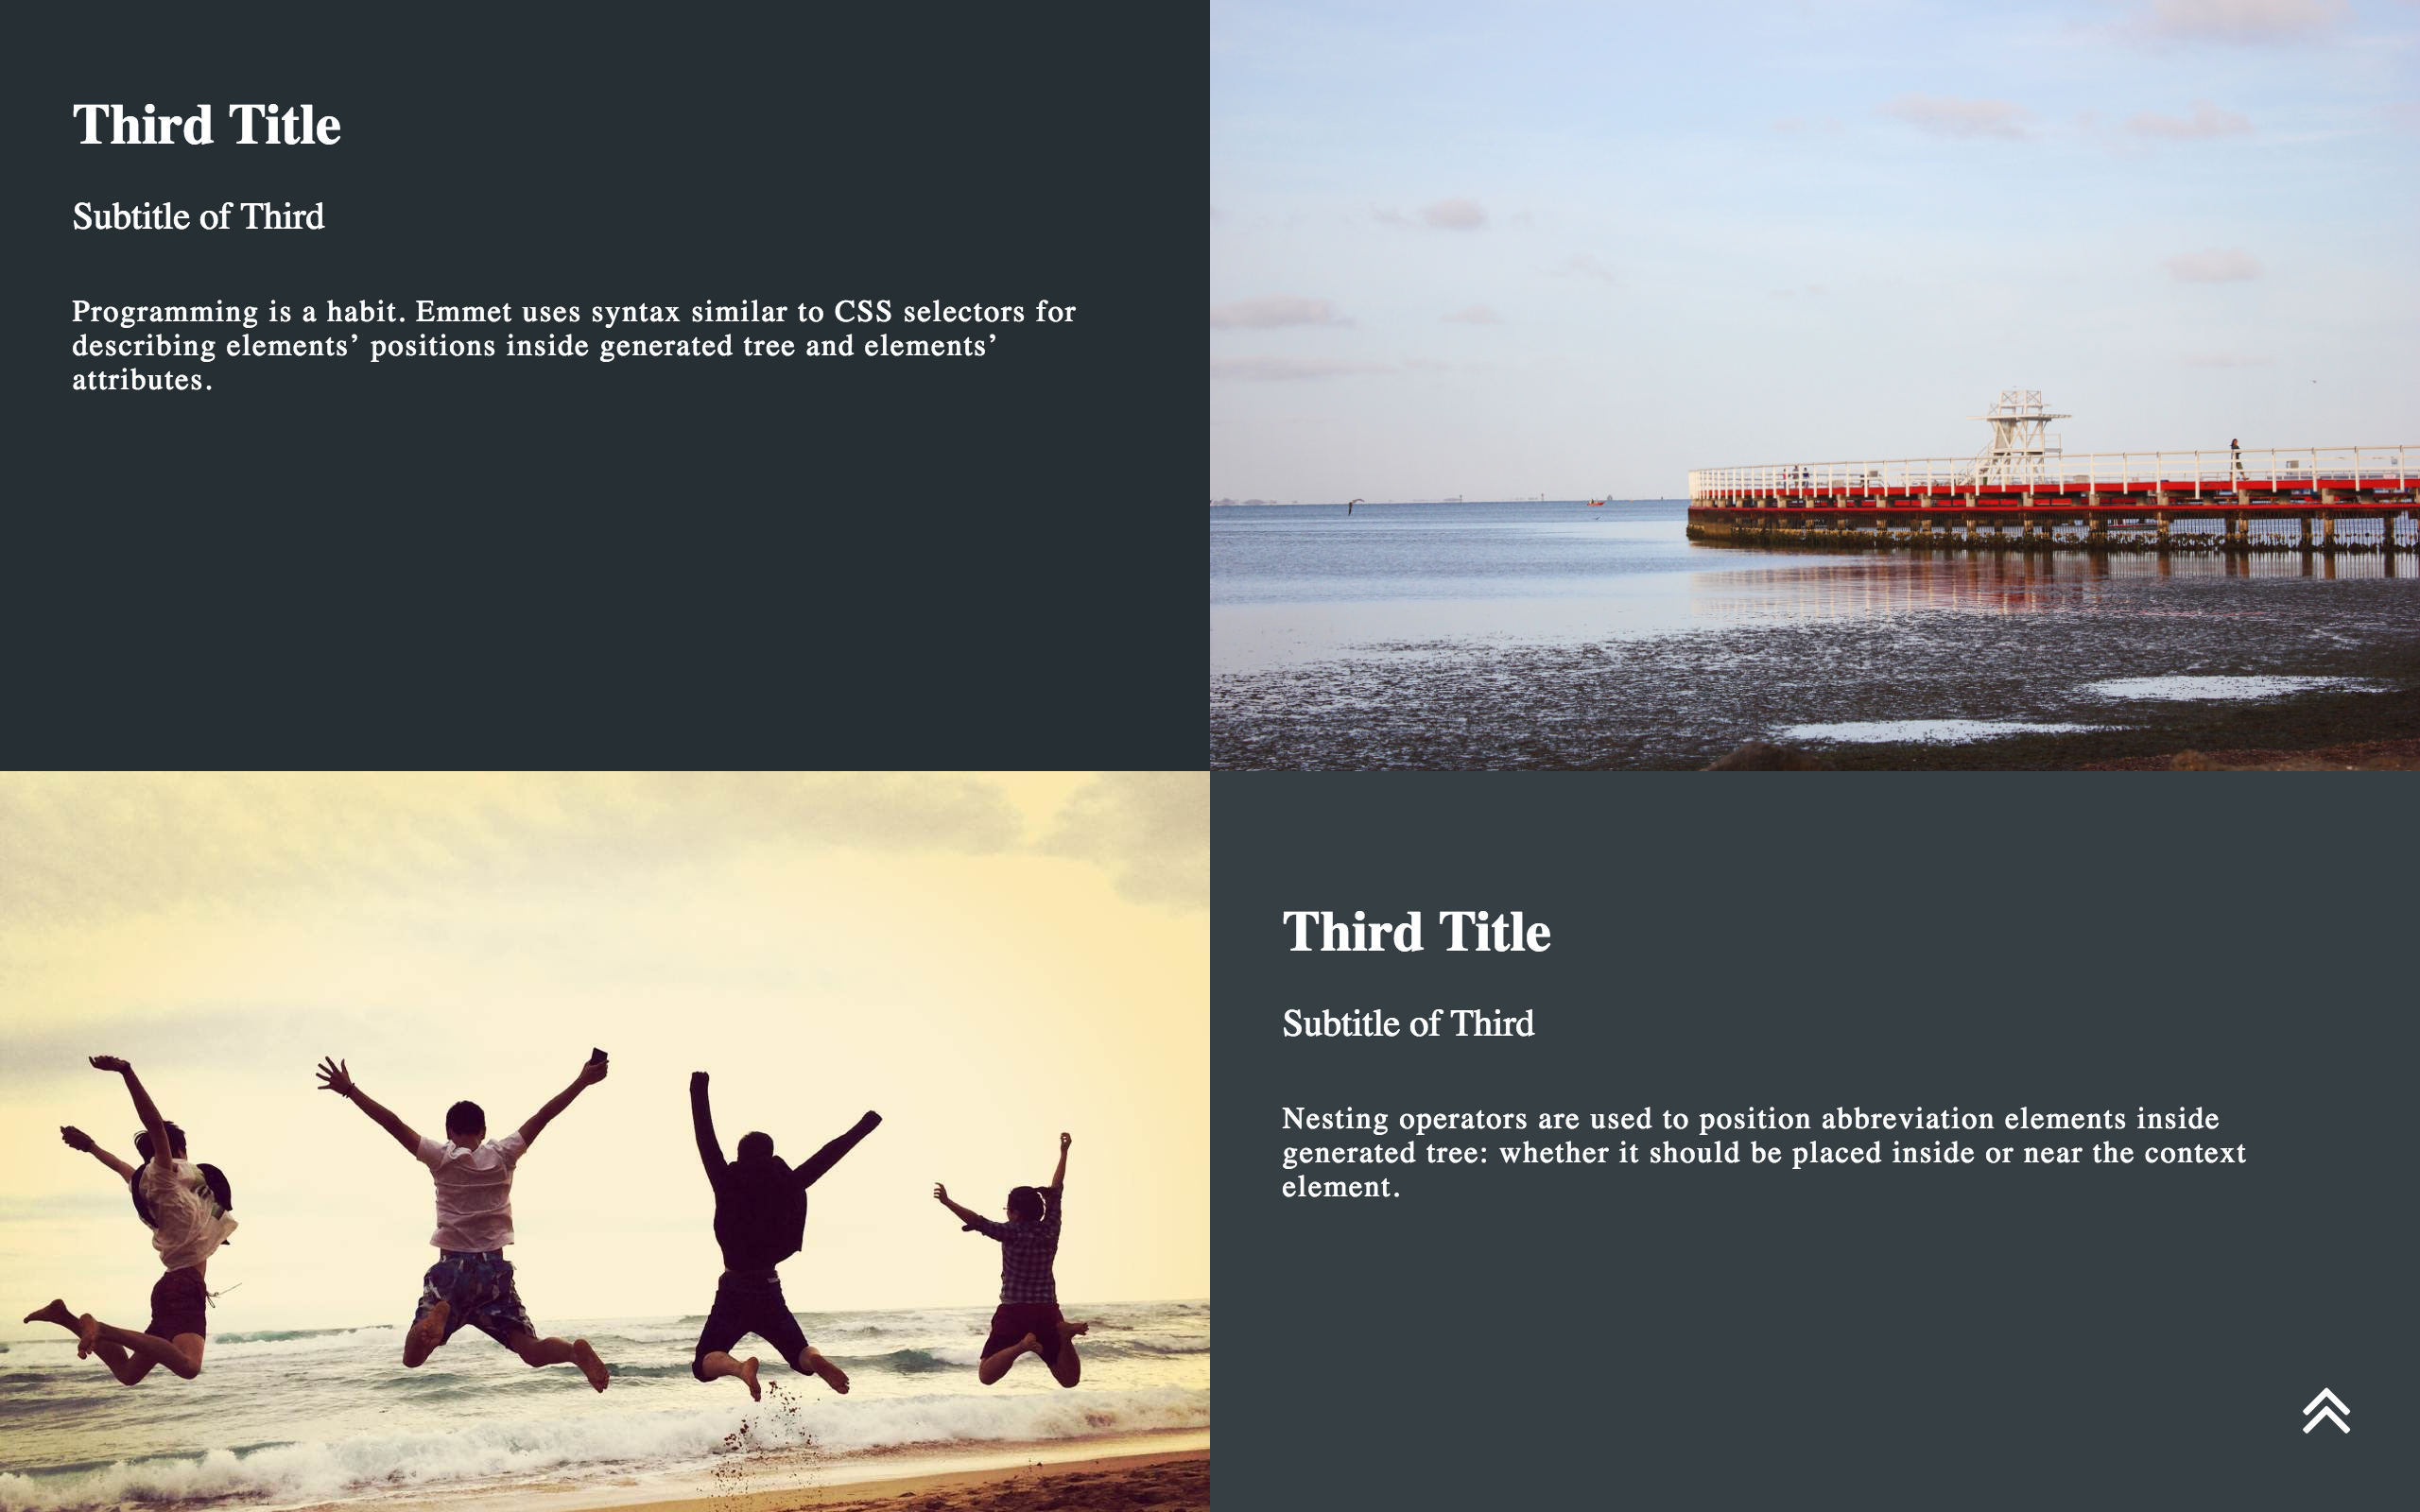 Third Title
Subtitle of Third
Programming is a habit. Emmet uses syntax similar to CSS selectors for
describing elements’ positions inside generated tree and elements’
attributes.
Third Title
Subtitle of Third
Nesting operators are used to position abbreviation elements inside
generated tree: whether it should be placed inside or near the context
element.